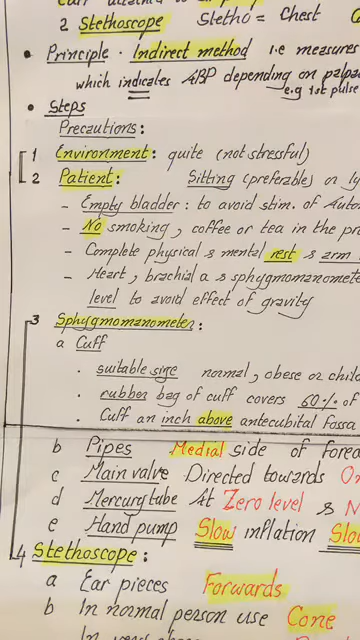 2 Stethoscope Stetho = Chest
• Principle · Indirect method i.e measures
which indicates ABP depending on palpa
e.g 1st pulse
• Steps
Precautions:
1 Environment: quite (not stressful)
2 Patient: Sitting (preferable) or ly
- Empty bladder: to avoid stim. of Auto
- No smoking, coffee or tea in the pr
- Complete physical & mental rest & arm
- Heart, brachial a & sphygmomanomete
level to avoid effect of gravity
3 Sphygmomanometer:
a Cuff
. suitable size normal, obese or child
. rubber bag of cuff covers 60% of
. Cuff an inch above antecubital fossa
b Pipes Medial side of forea
c Main valve Directed towards O
d Mercury tube At Zero level & N
e Hand pump Slow inflation Slo
4 Stethoscope:
a Ear pieces Forwards
b In normal person use Cone